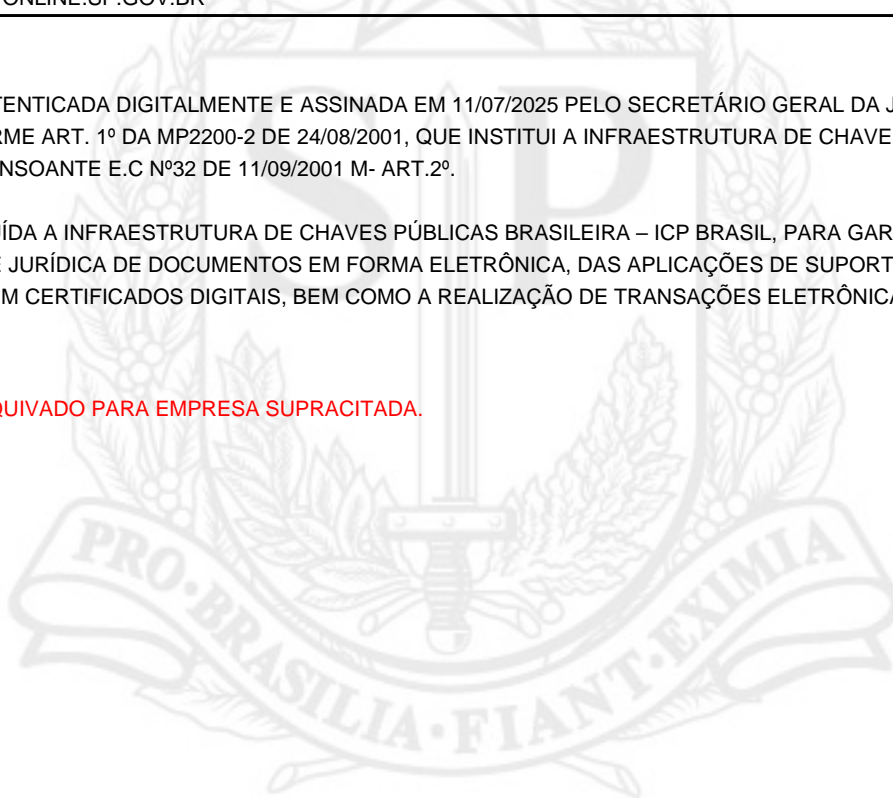 ONLINE.SP.GOV.BR
TENTICADA DIGITALMENTE E ASSINADA EM 11/07/2025 PELO SECRETÁRIO GERAL DA J
RME ART. 1º DA MP2200-2 DE 24/08/2001, QUE INSTITUI A INFRAESTRUTURA DE CHAVE
NSOANTE E.C Nº32 DE 11/09/2001 M- ART.2º.
UÍDA A INFRAESTRUTURA DE CHAVES PÚBLICAS BRASILEIRA – ICP BRASIL, PARA GAR
E JURÍDICA DE DOCUMENTOS EM FORMA ELETRÔNICA, DAS APLICAÇÕES DE SUPORT
M CERTIFICADOS DIGITAIS, BEM COMO A REALIZAÇÃO DE TRANSAÇÕES ELETRÔNICA
QUIVADO PARA EMPRESA SUPRACITADA.
SP
PRO·BRASILIA·FIANT·EXIMIA